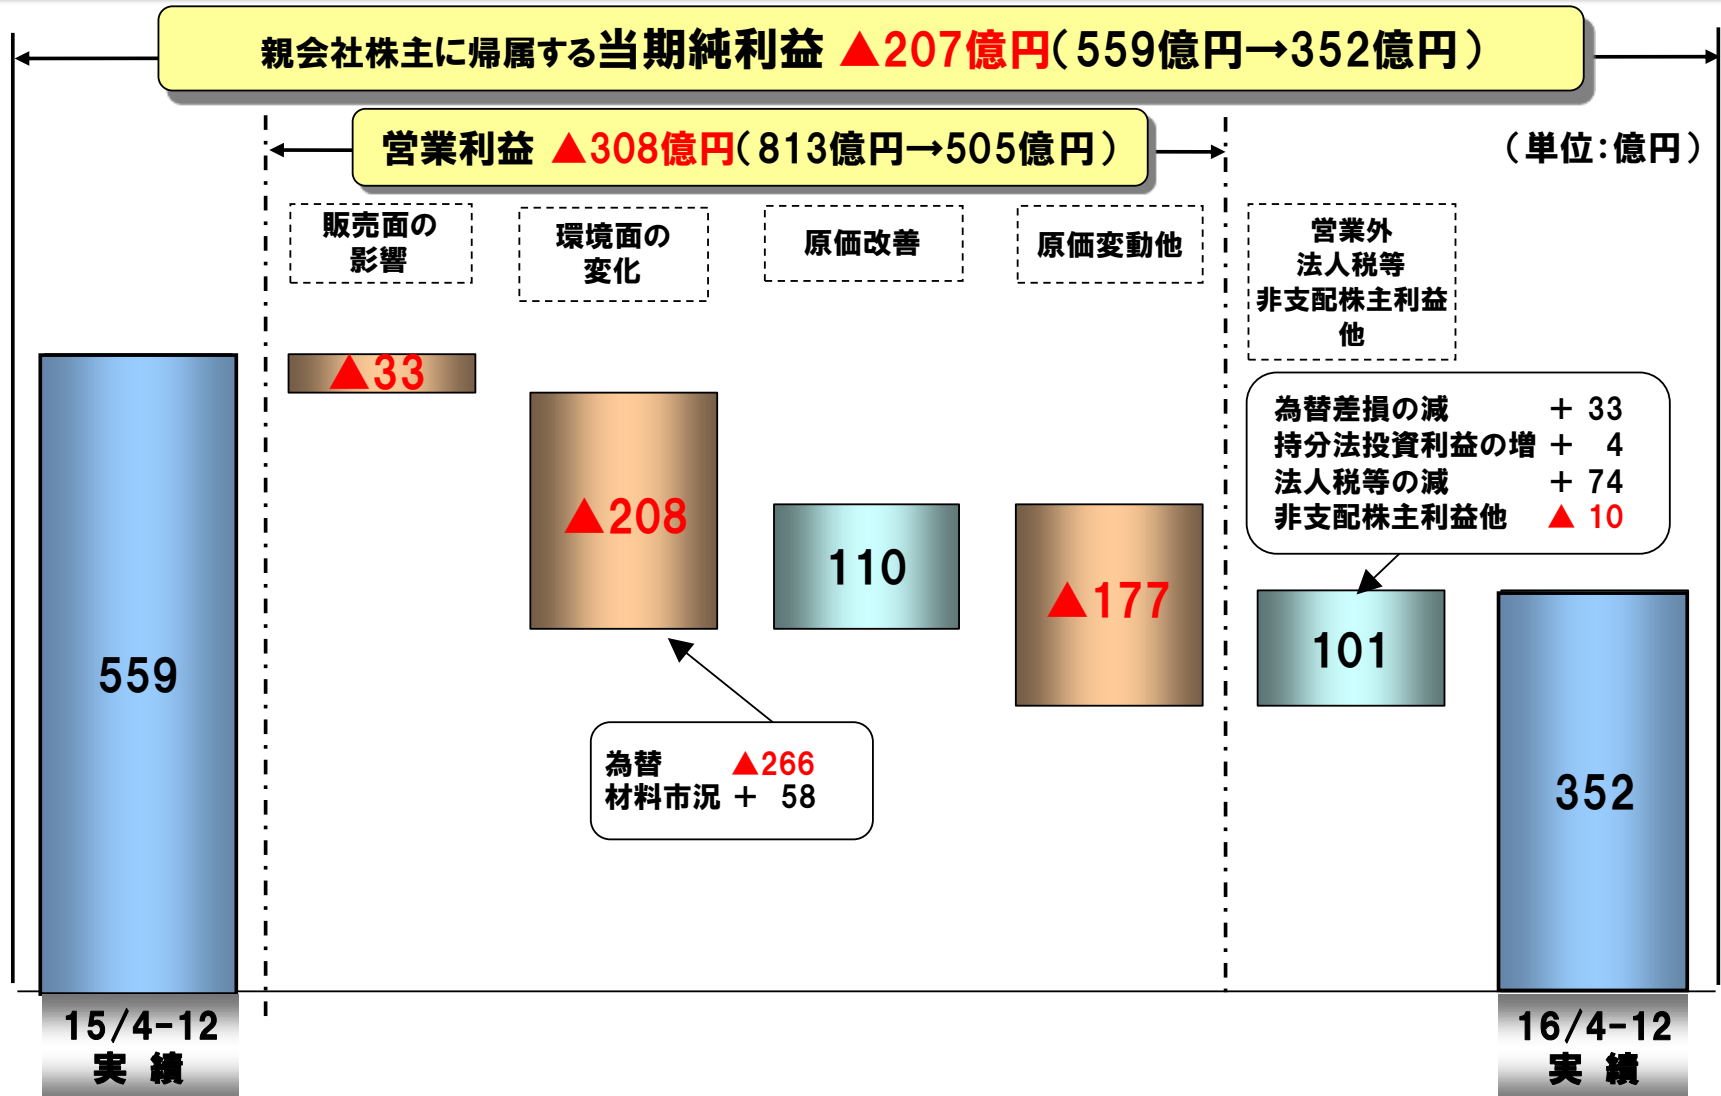 親会社株主に帰属する当期純利益 ▲207億円(559億円→352億円)
営業利益 ▲308億円(813億円→505億円)
(単位:億円)
販売面の
影響
環境面の
変化
原価改善
原価変動他
営業外
法人税等
非支配株主利益
他
559
▲33
▲208
110
▲177
101
352
為替差損の減 + 33
持分法投資利益の増 + 4
法人税等の減 + 74
非支配株主利益他 ▲ 10
為替 ▲266
材料市況 + 58
15/4-12
実 績
16/4-12
実 績